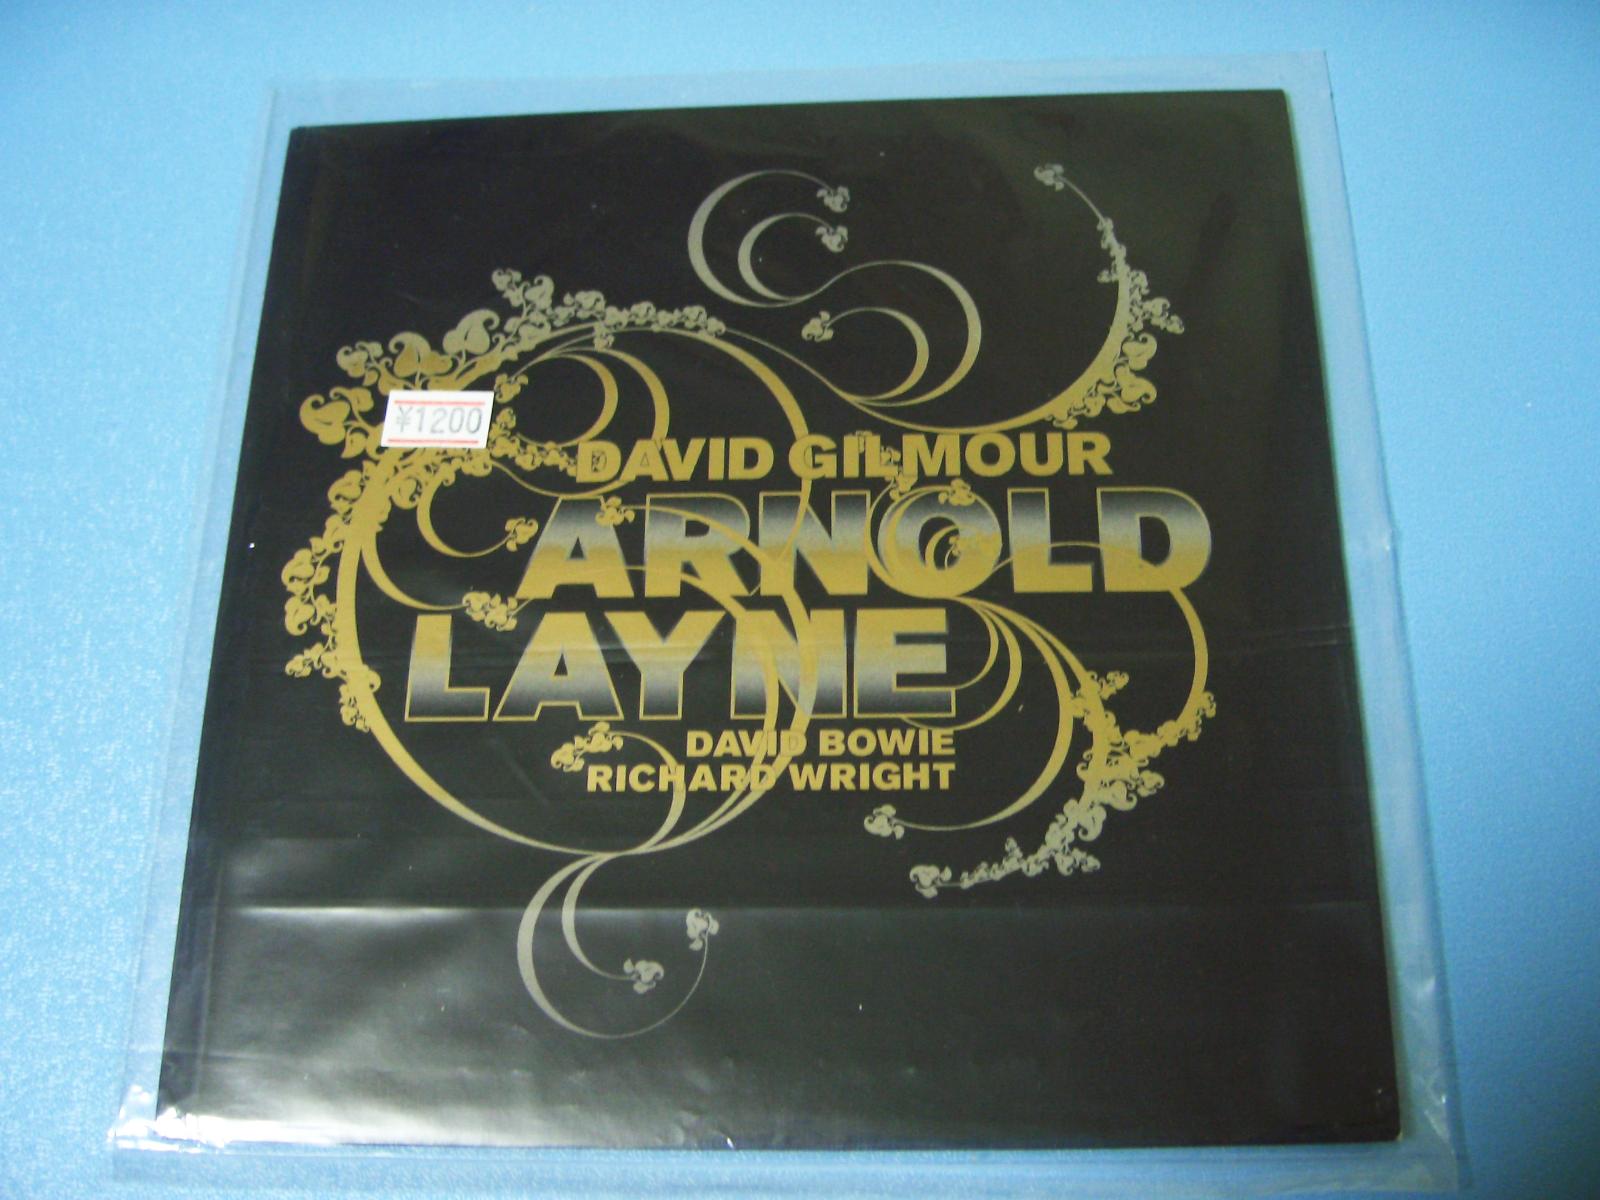 ¥1200
DAVID GILMOUR
ARNOLD
LAYNE
DAVID BOWIE
RICHARD WRIGHT